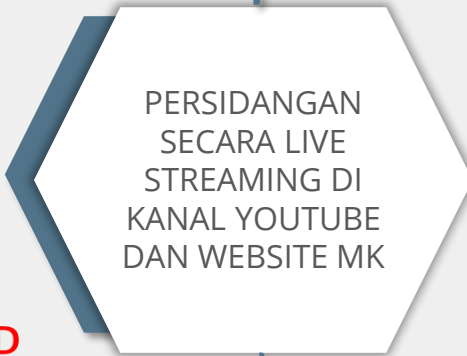 PERSIDANGAN
SECARA LIVE
STREAMING DI
KANAL YOUTUBE
DAN WEBSITE MK
D